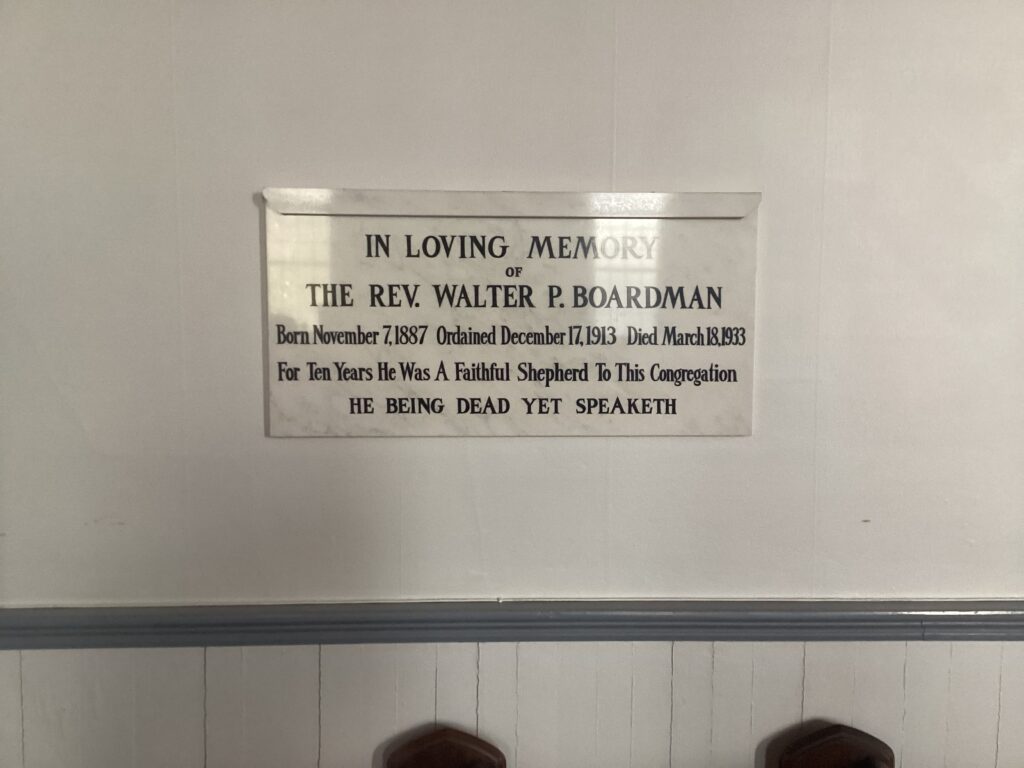 IN LOVING MEMORY
OF
THE REV. WALTER P. BOARDMAN
Born November 7, 1887 Ordained December 17, 1913 Died March 18, 1933
For Ten Years He Was A Faithful Shepherd To This Congregation
HE BEING DEAD YET SPEAKETH